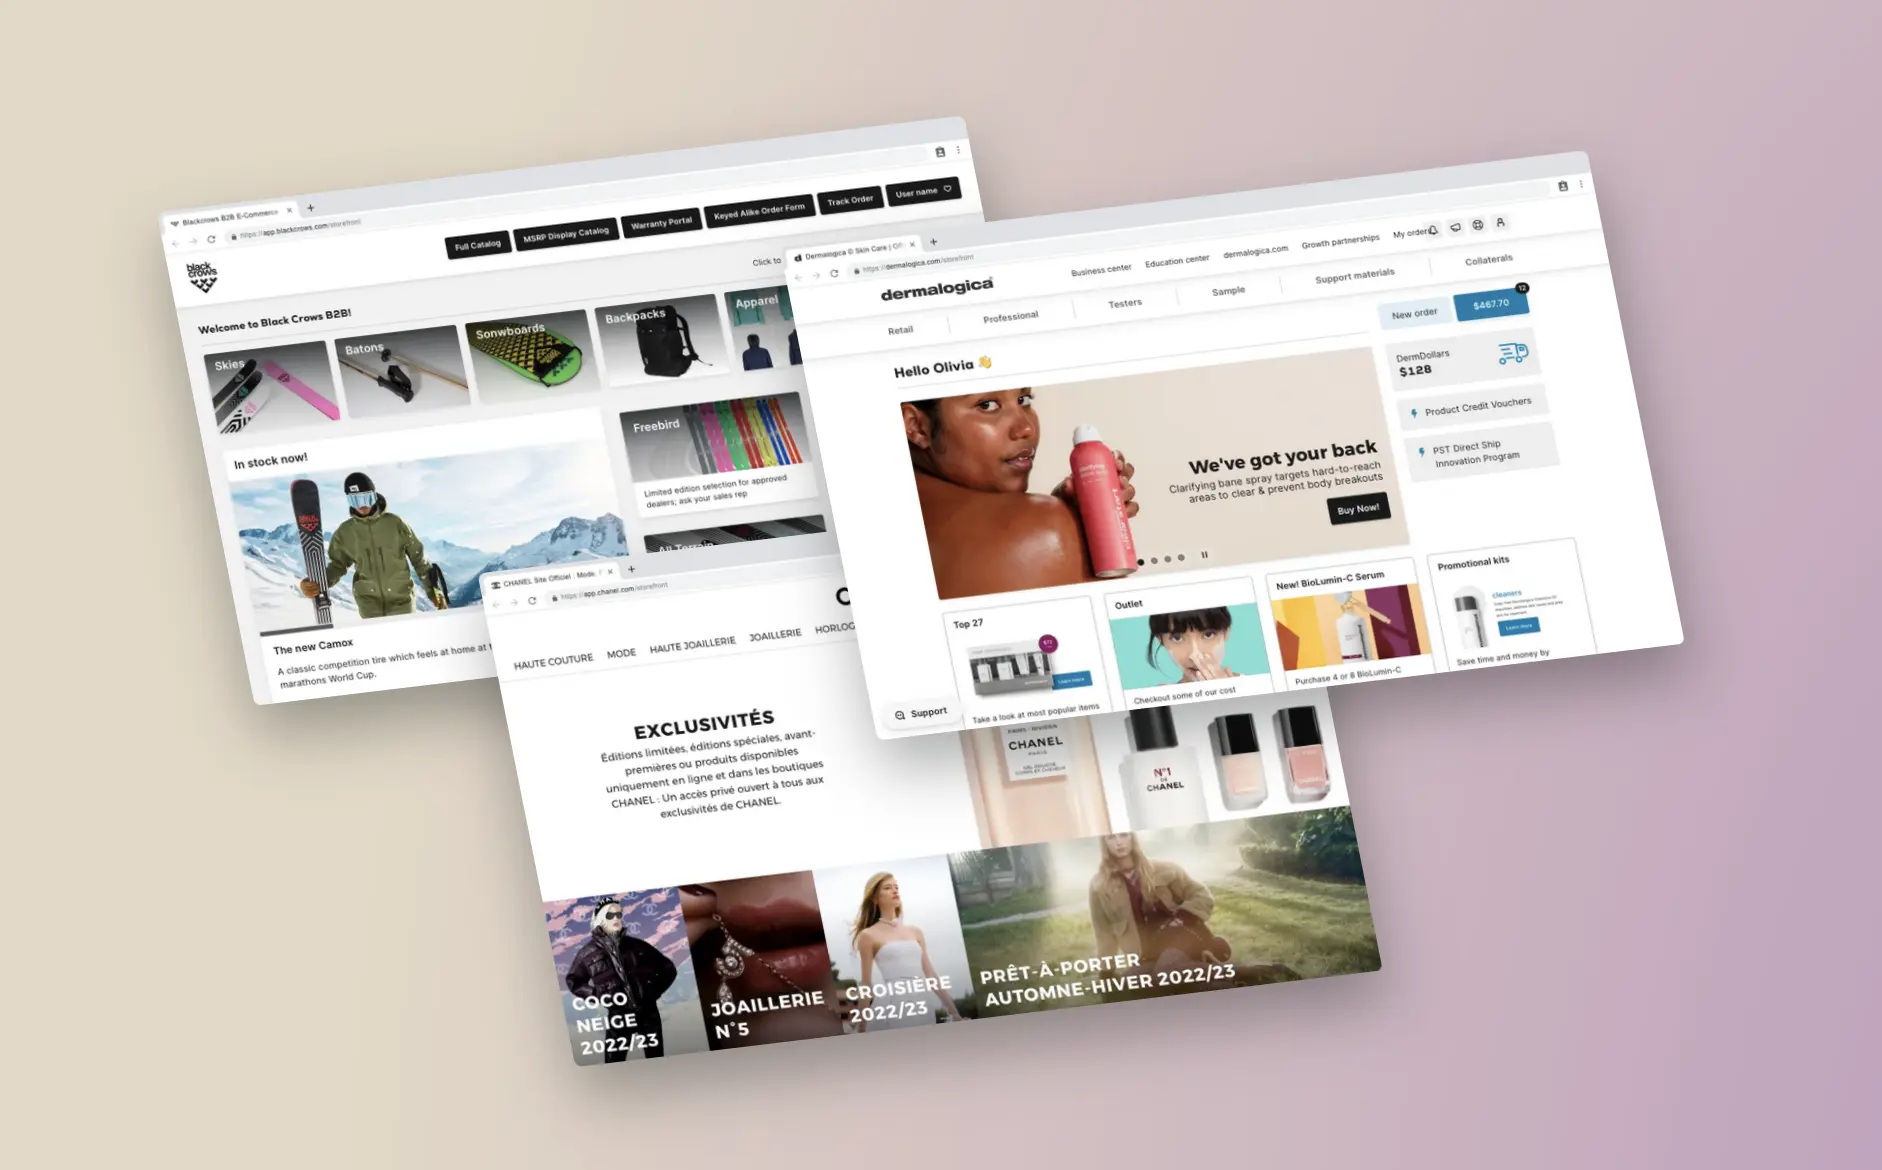 Blackcrows B2B E-Commerce
https://app.blackcrows.com/storefront
black
crows
Full Catalog
MSRP Display Catalog
Warranty Portal
Keyed Alike Order Form
Track Order
User name
Click to
Welcome to Black Crows B2B!
Skies
Batons
Sonwboards
Backpacks
Apparel
In stock now!
Freebird
Limited edition selection for approved
dealers; ask your sales rep
All Terrain
The new Camox
A classic competition tire which feels at home at
marathons World Cup.
Dermalogica © Skin Care | Offi
https://dermalogica.com/storefront
dermalogica
Business center
Education center
dermalogica.com
Growth partnerships
My orders
Retail
Professional
Testers
Sample
Support materials
Collaterals
Hello Olivia 👋
New order
$467.70
12
DermDollars
$128
Product Credit Vouchers
PST Direct Ship
Innovation Program
We've got your back
Clarifying bane spray targets hard-to-reach
areas to clear & prevent body breakouts
Buy Now!
Top 27
Learn more
Take a look at most popular items
Outlet
Checkout some of our cost
New! BioLumin-C Serum
Purchase 4 or 8 BioLumin-C
Promotional kits
cleaners
Learn more
Save time and money by
Support
CHANEL Site Officiel : Mode, P
https://app.chanel.com/storefront
HAUTE COUTURE
MODE
HAUTE JOAILLERIE
JOAILLERIE
HORLOG
EXCLUSIVITÉS
Éditions limitées, éditions spéciales, avant-
premières ou produits disponibles
uniquement en ligne et dans les boutiques
CHANEL : Un accès privé ouvert à tous aux
exclusivités de CHANEL.
CHANEL
PARIS
N°1
DE
CHANEL
COCO
NEIGE
2022/23
JOAILLERIE
N°5
CROISIÈRE
2022/23
PRÊT-À-PORTER
AUTOMNE-HIVER 2022/23